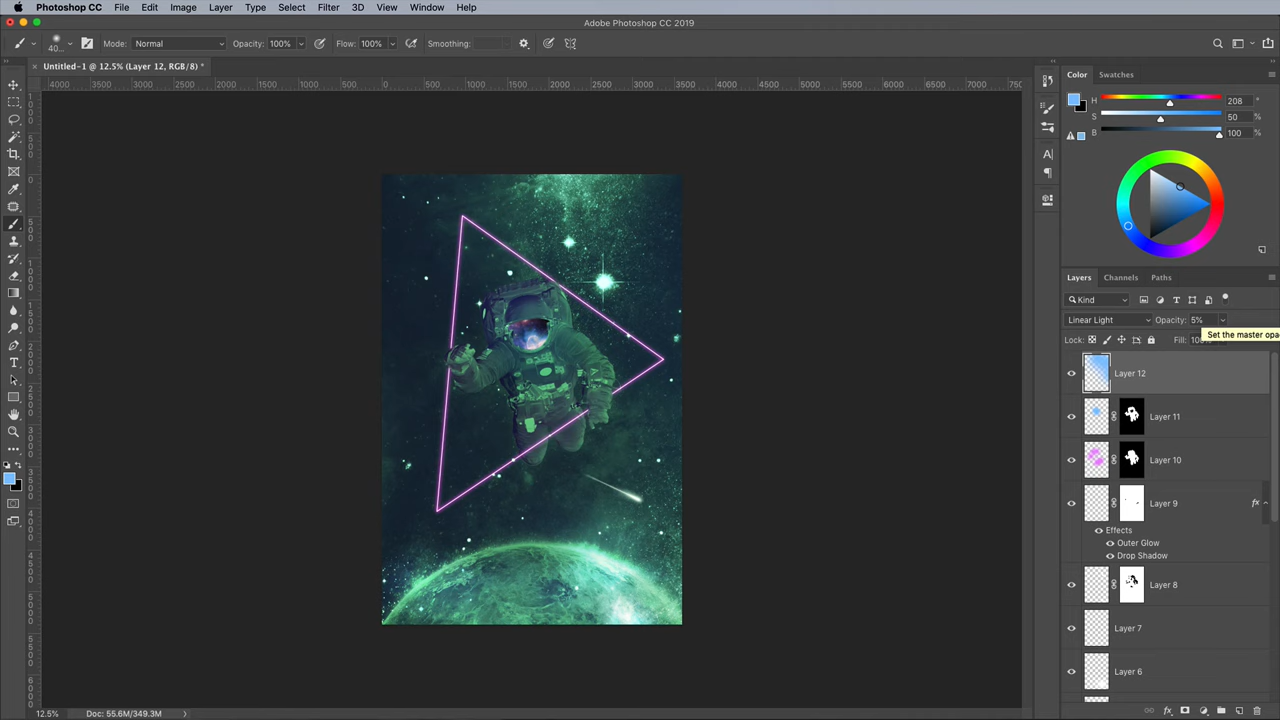 Photoshop CC File Edit Image Layer Type Select Filter 3D View Window Help
Adobe Photoshop CC 2019
40... Mode: Normal Opacity: 100% Flow: 100% Smoothing:
× Untitled-1 @ 12.5% (Layer 12, RGB/8) *
4000 3500 3000 2500 2000 1500 1000 500 0 500 1000 1500 2000 2500 3000 3500 4000 4500 5000 5500 6000 6500 7000
Color Swatches
H 208 °
S 50 %
B 100 %
Layers Channels Paths
Kind
Linear Light Opacity: 5%
Set the master opa
Lock: Fill:
Layer 12
Layer 11
Layer 10
Layer 9 fx
Effects
Outer Glow
Drop Shadow
Layer 8
Layer 7
Layer 6
12.5% Doc: 55.6M/349.3M